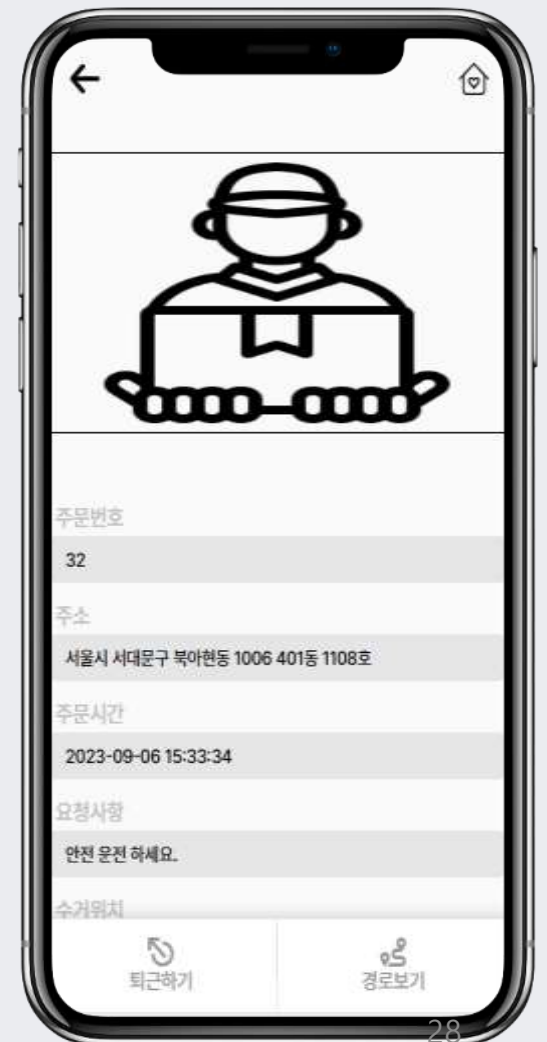 주문번호
32
주소
서울시 서대문구 북아현동 1006 401동 1108호
주문시간
2023-09-06 15:33:34
요청사항
안전 운전 하세요.
수거위치
퇴근하기
경로보기
28